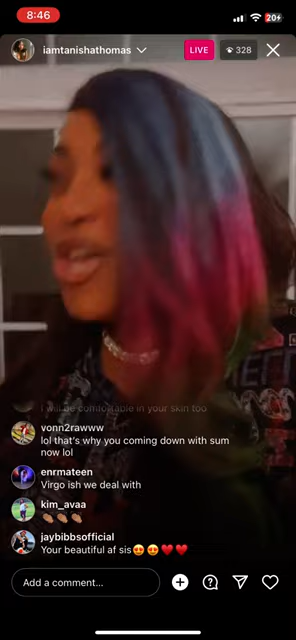 8:46
20
iamtanishathomas
LIVE
328
I will be comfortable in your skin too
vonn2rawww
lol that's why you coming down with sum
now lol
enrmateen
Virgo ish we deal with
kim_avaa
👏🏽👏🏽👏🏽
jaybibbsofficial
Your beautiful af sis😍😍❤️❤️
Add a comment...